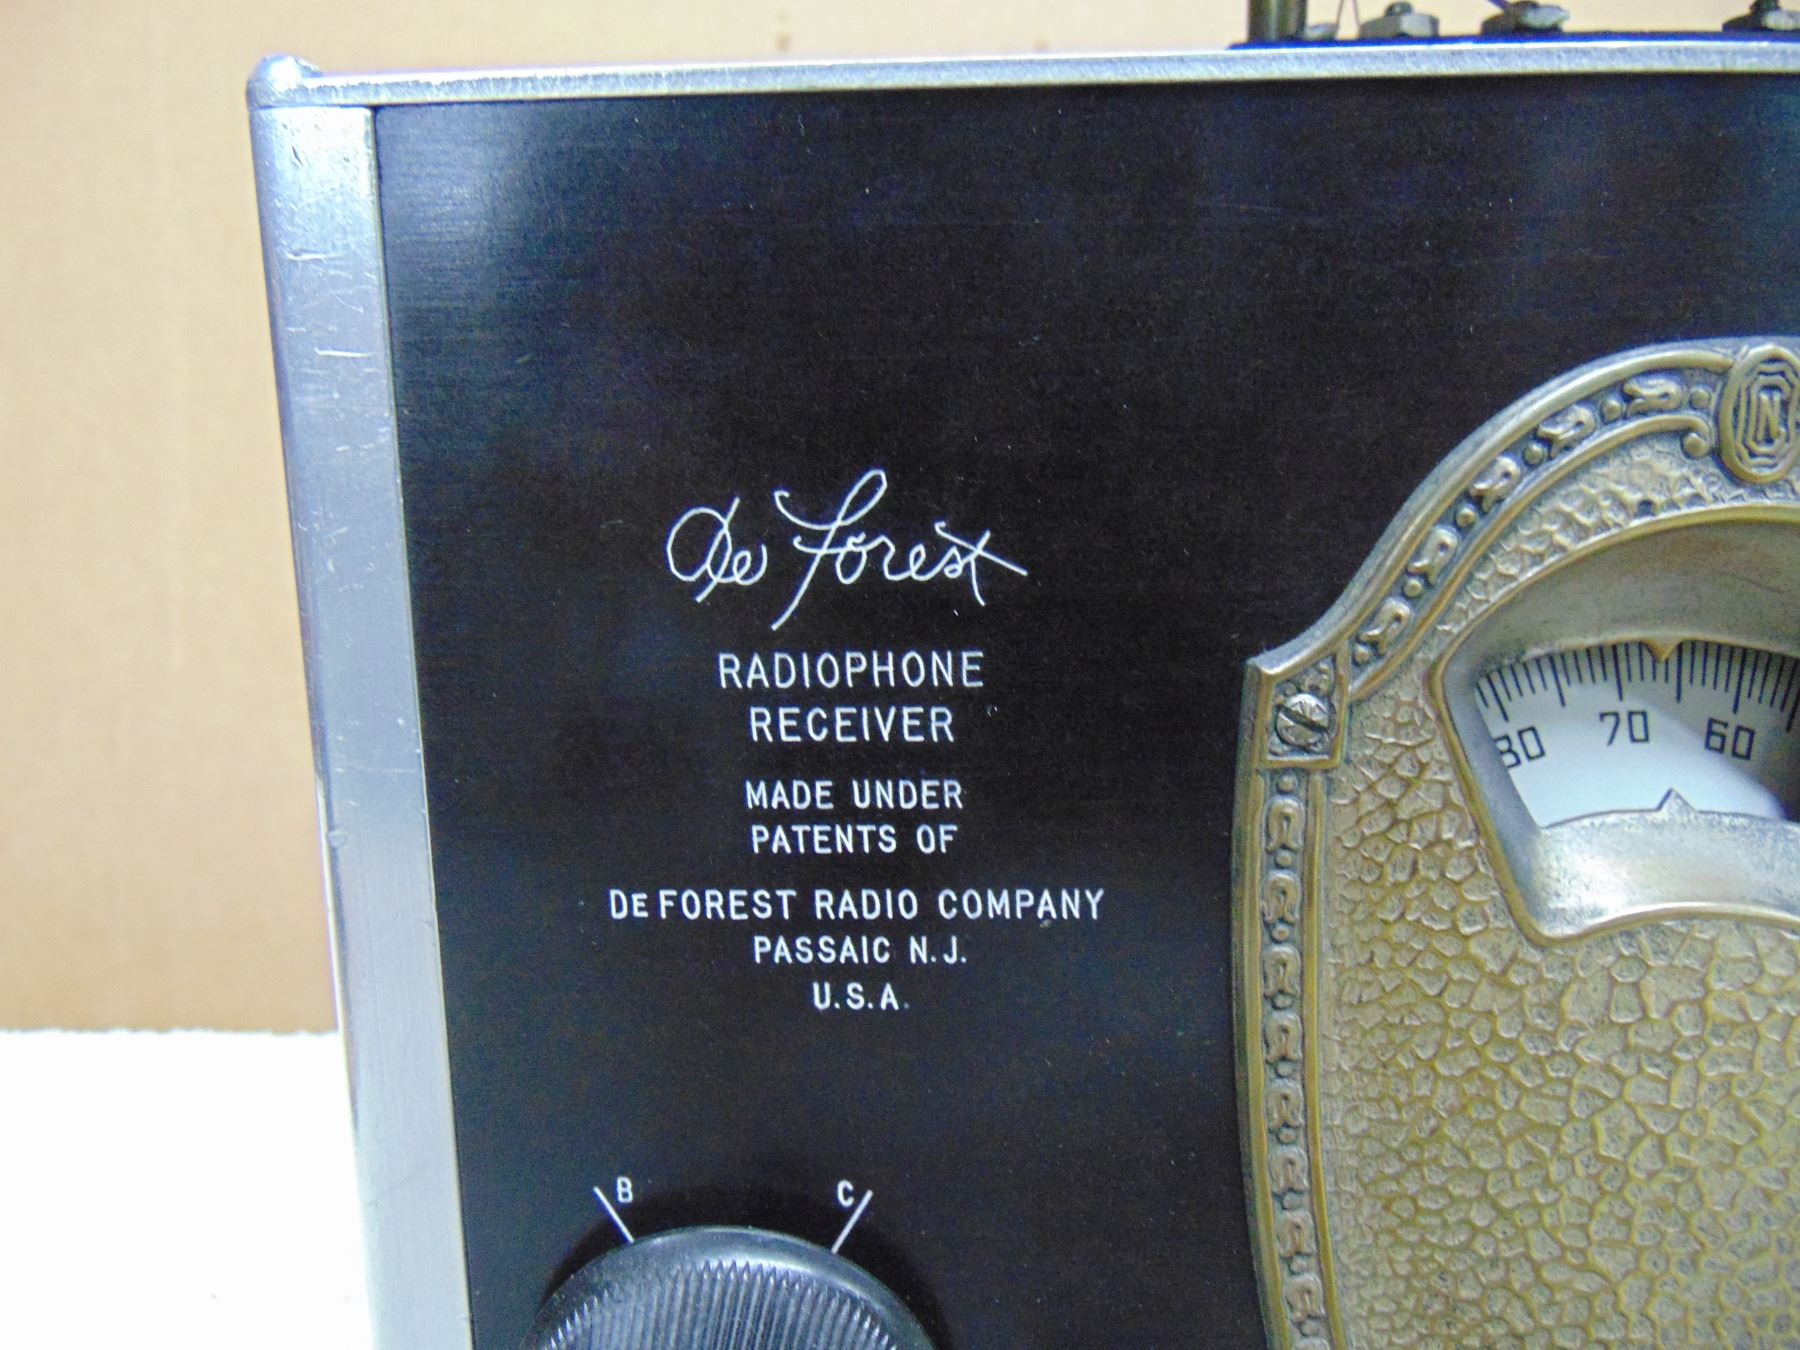 De Forest
RADIOPHONE
RECEIVER
MADE UNDER
PATENTS OF
DE FOREST RADIO COMPANY
PASSAIC N.J.
U.S.A.
B C
N
80 70 60